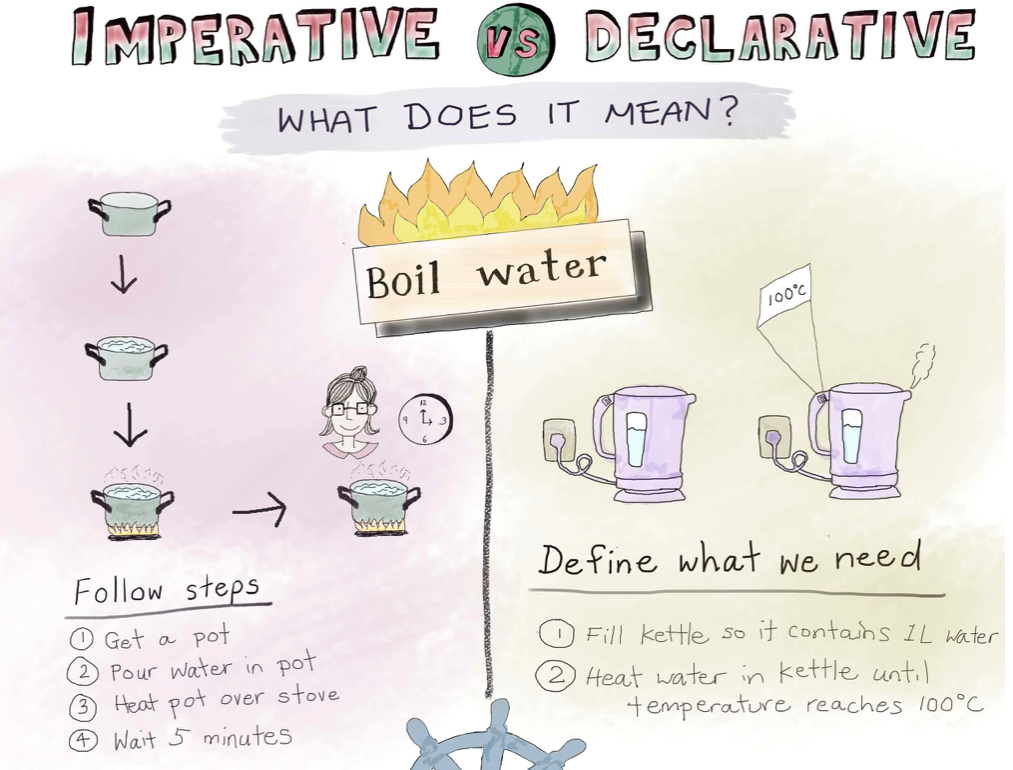 IMPERATIVE VS DECLARATIVE
WHAT DOES IT MEAN?
Boil water
100°C
12
9 3
6
Follow steps
1 Get a pot
2 Pour water in pot
3 Heat pot over stove
4 Wait 5 minutes
Define what we need
1 Fill kettle so it contains 1L water
2 Heat water in kettle until
temperature reaches 100°C